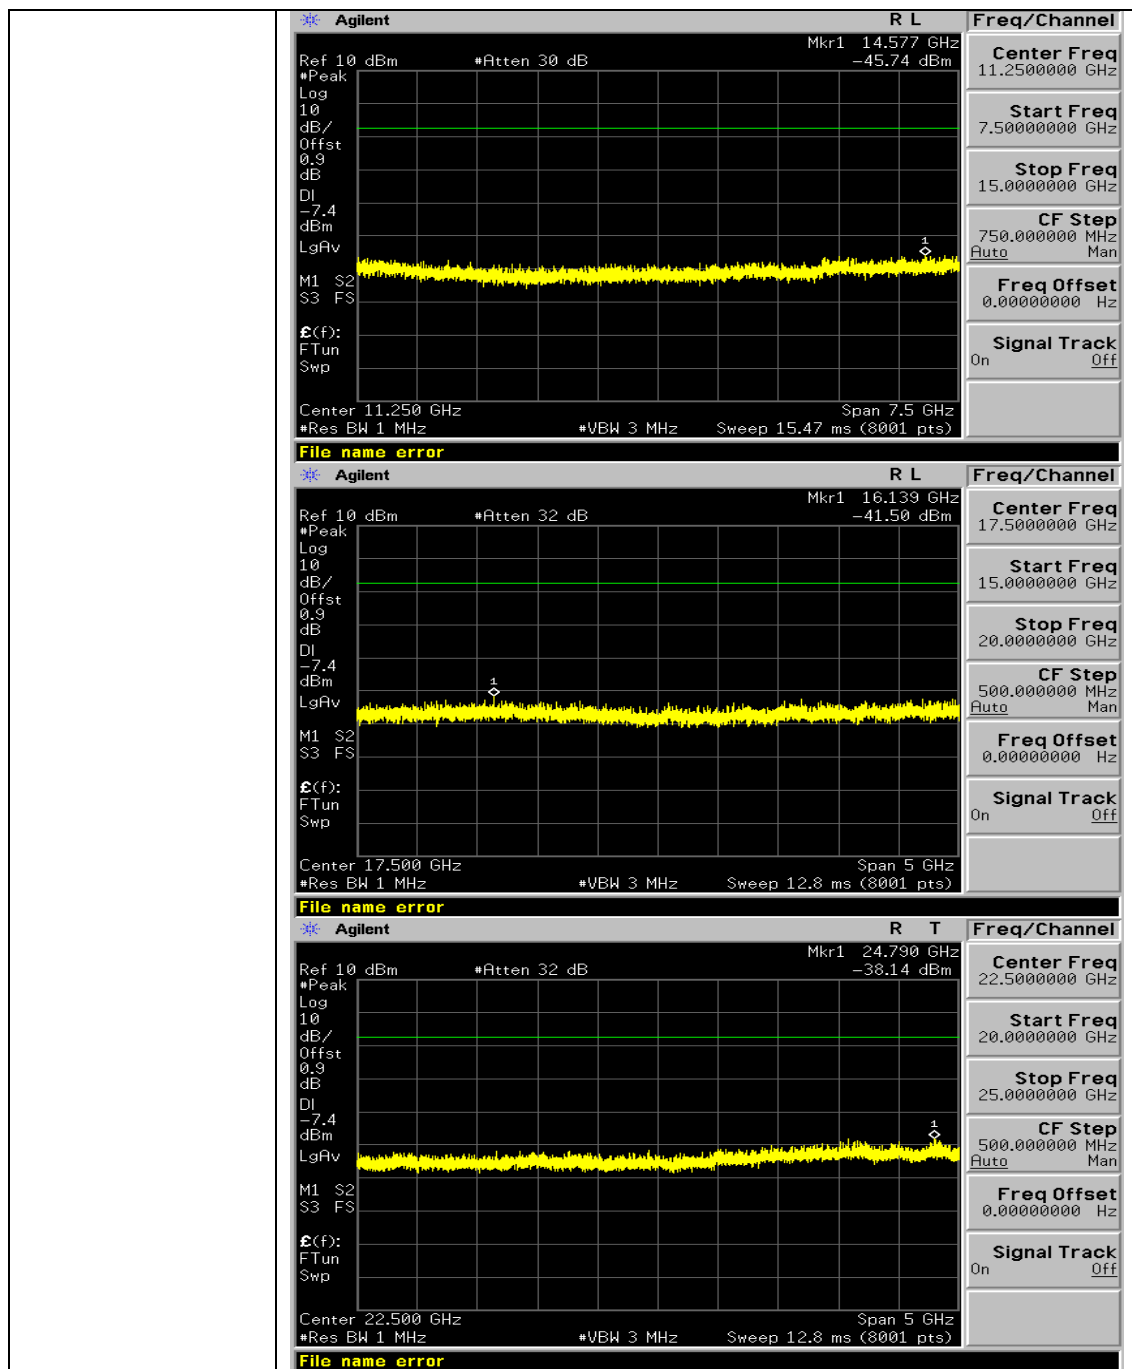 Agilent R L Freq/Channel
Mkr1 14.577 GHz
Ref 10 dBm #Atten 30 dB -45.74 dBm
#Peak
Log
10
dB/
Offst
0.9
dB
DI
-7.4
dBm
LgAv
M1 S2
S3 FS
£(f):
FTun
Swp
1
Center 11.250 GHz Span 7.5 GHz
#Res BW 1 MHz #VBW 3 MHz Sweep 15.47 ms (8001 pts)
File name error
Center Freq
11.2500000 GHz
Start Freq
7.50000000 GHz
Stop Freq
15.0000000 GHz
CF Step
750.000000 MHz
Auto Man
Freq Offset
0.00000000 Hz
Signal Track
On Off
Agilent R L Freq/Channel
Mkr1 16.139 GHz
Ref 10 dBm #Atten 32 dB -41.50 dBm
#Peak
Log
10
dB/
Offst
0.9
dB
DI
-7.4
dBm
LgAv
M1 S2
S3 FS
£(f):
FTun
Swp
1
Center 17.500 GHz Span 5 GHz
#Res BW 1 MHz #VBW 3 MHz Sweep 12.8 ms (8001 pts)
File name error
Center Freq
17.5000000 GHz
Start Freq
15.0000000 GHz
Stop Freq
20.0000000 GHz
CF Step
500.000000 MHz
Auto Man
Freq Offset
0.00000000 Hz
Signal Track
On Off
Agilent R T Freq/Channel
Mkr1 24.790 GHz
Ref 10 dBm #Atten 32 dB -38.14 dBm
#Peak
Log
10
dB/
Offst
0.9
dB
DI
-7.4
dBm
LgAv
M1 S2
S3 FS
£(f):
FTun
Swp
1
Center 22.500 GHz Span 5 GHz
#Res BW 1 MHz #VBW 3 MHz Sweep 12.8 ms (8001 pts)
File name error
Center Freq
22.5000000 GHz
Start Freq
20.0000000 GHz
Stop Freq
25.0000000 GHz
CF Step
500.000000 MHz
Auto Man
Freq Offset
0.00000000 Hz
Signal Track
On Off